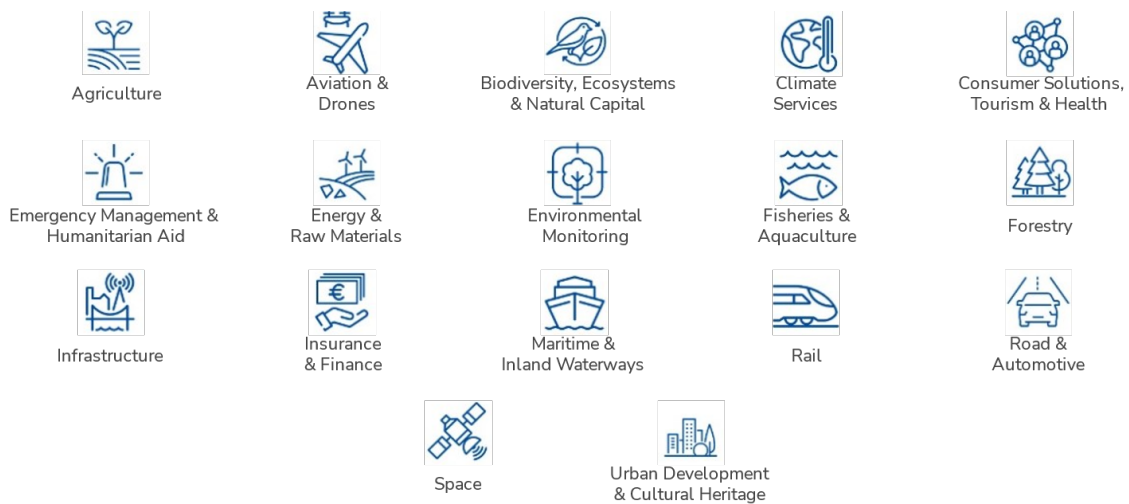 Agriculture
Aviation &
Drones
Biodiversity, Ecosystems
& Natural Capital
Climate
Services
Consumer Solutions,
Tourism & Health
Emergency Management &
Humanitarian Aid
Energy &
Raw Materials
Environmental
Monitoring
Fisheries &
Aquaculture
Forestry
Infrastructure
€
Insurance
& Finance
Maritime &
Inland Waterways
Rail
Road &
Automotive
Space
Urban Development
& Cultural Heritage